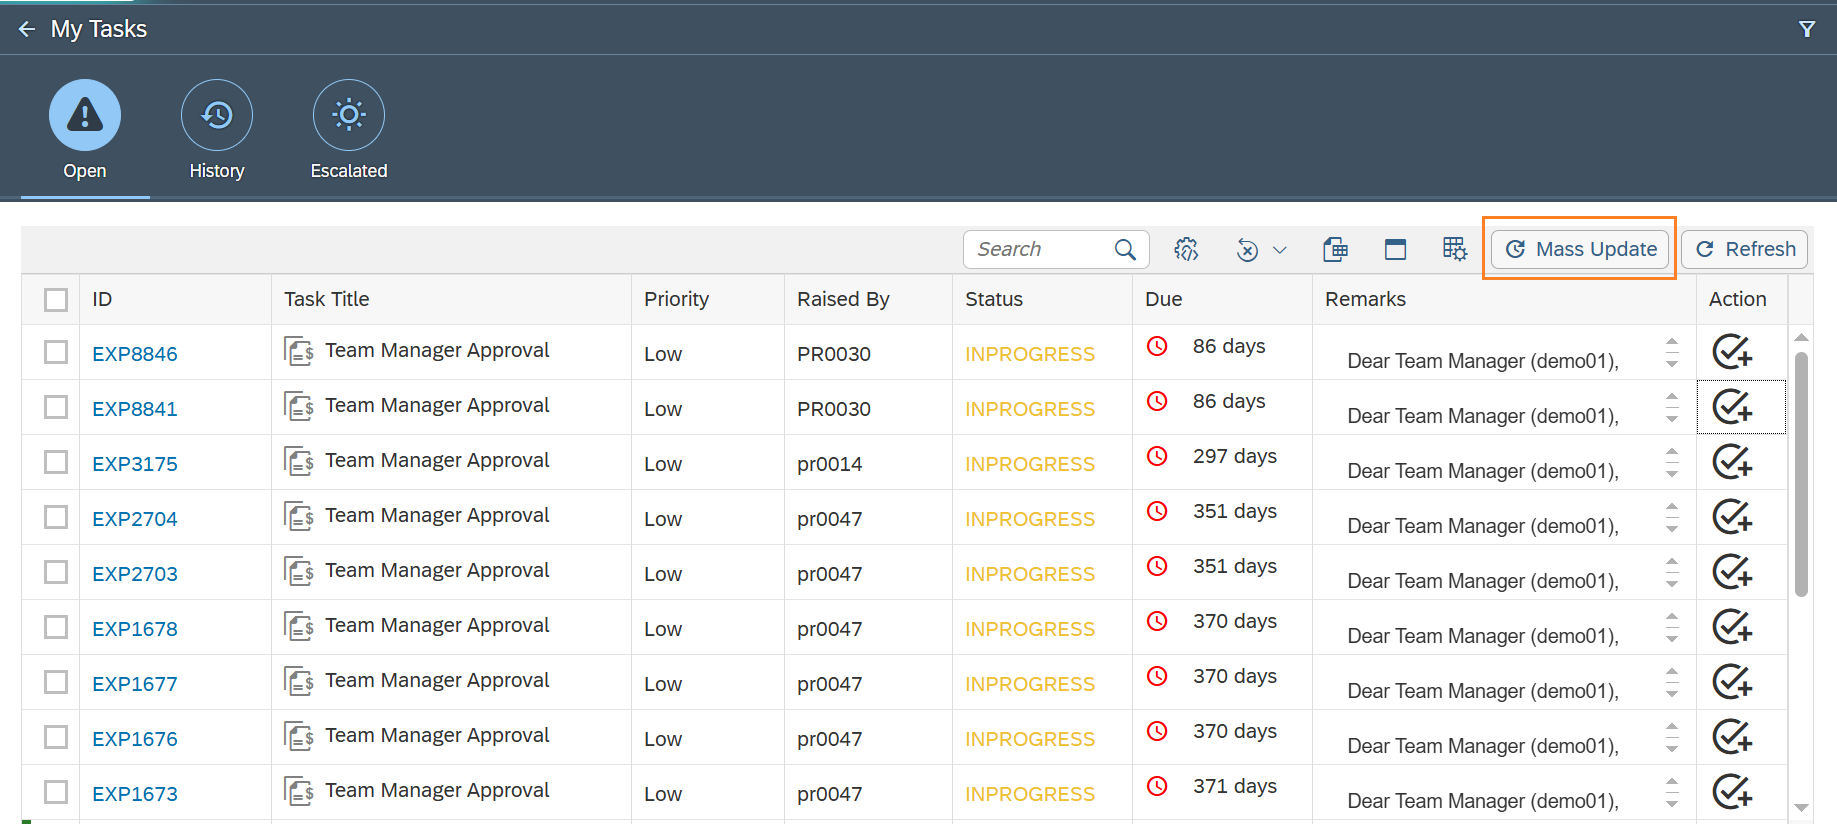 My Tasks
Open History Escalated
Search Mass Update Refresh
ID Task Title Priority Raised By Status Due Remarks Action
EXP8846 Team Manager Approval Low PR0030 INPROGRESS 86 days Dear Team Manager (demo01),
EXP8841 Team Manager Approval Low PR0030 INPROGRESS 86 days Dear Team Manager (demo01),
EXP3175 Team Manager Approval Low pr0014 INPROGRESS 297 days Dear Team Manager (demo01),
EXP2704 Team Manager Approval Low pr0047 INPROGRESS 351 days Dear Team Manager (demo01),
EXP2703 Team Manager Approval Low pr0047 INPROGRESS 351 days Dear Team Manager (demo01),
EXP1678 Team Manager Approval Low pr0047 INPROGRESS 370 days Dear Team Manager (demo01),
EXP1677 Team Manager Approval Low pr0047 INPROGRESS 370 days Dear Team Manager (demo01),
EXP1676 Team Manager Approval Low pr0047 INPROGRESS 370 days Dear Team Manager (demo01),
EXP1673 Team Manager Approval Low pr0047 INPROGRESS 371 days Dear Team Manager (demo01),